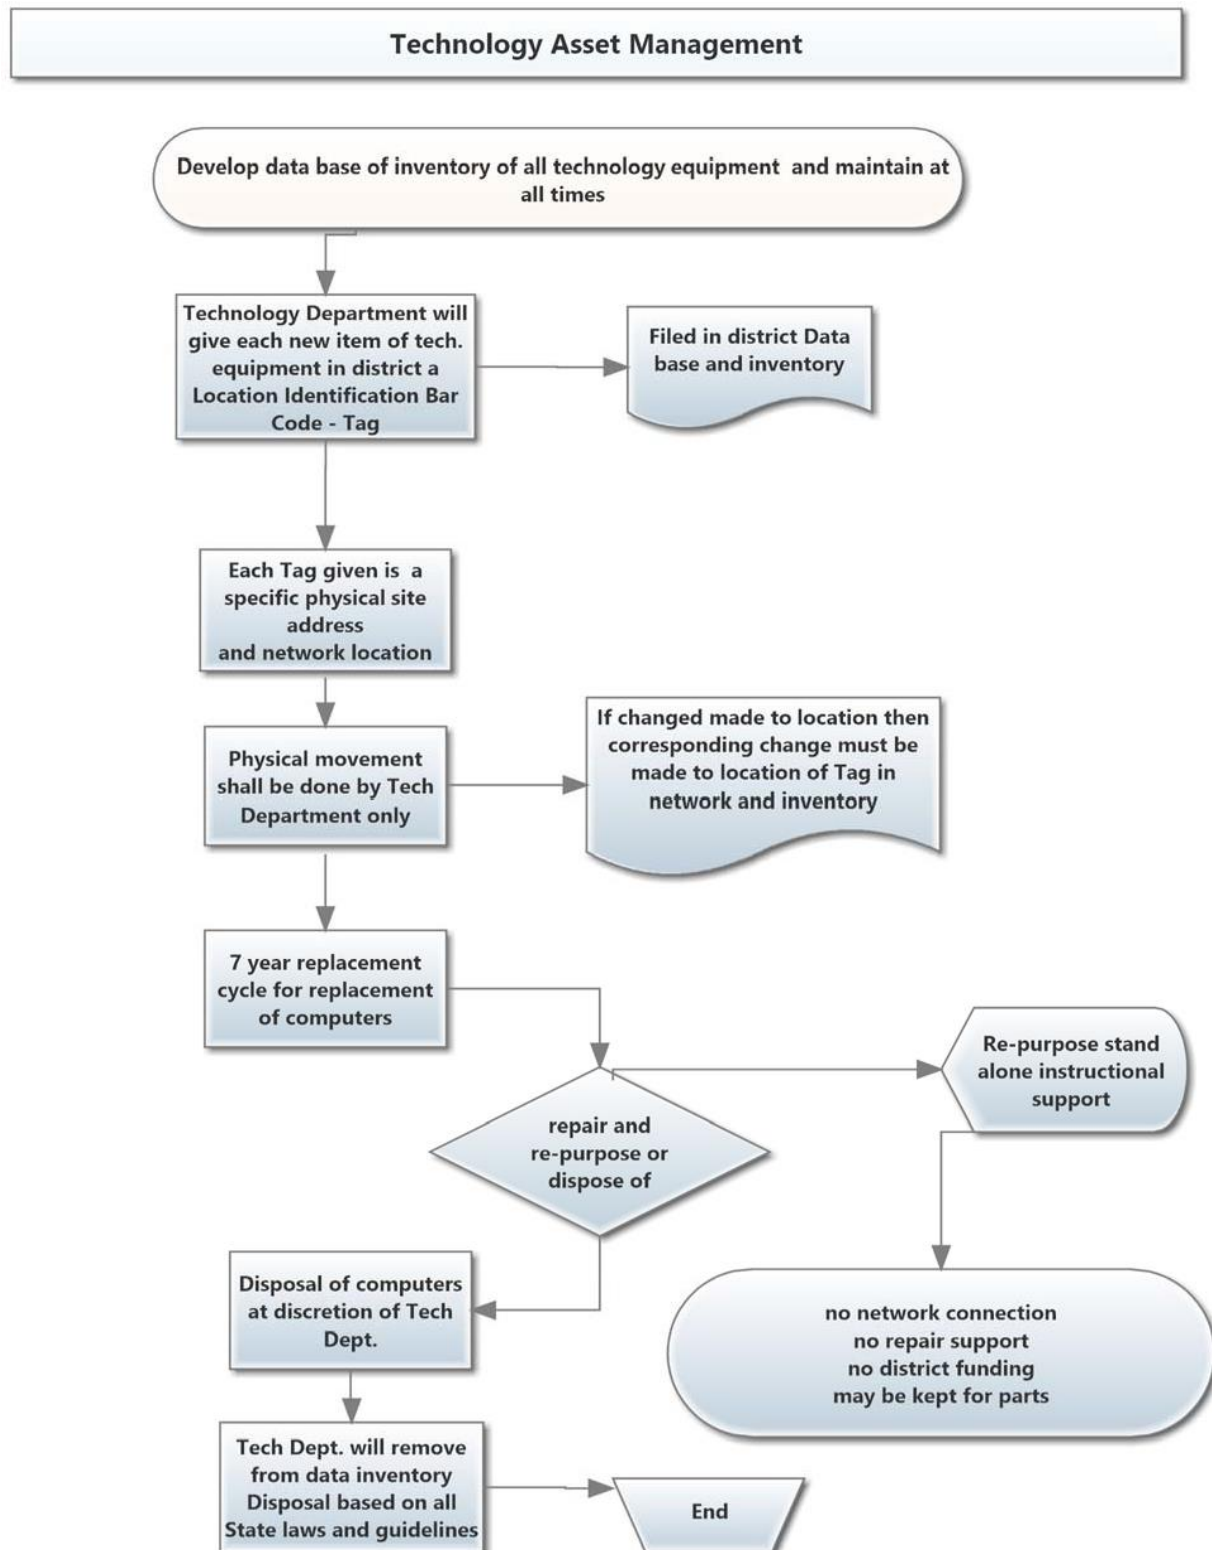 Technology Asset Management
Develop data base of inventory of all technology equipment and maintain at
all times
Technology Department will
give each new item of tech.
equipment in district a
Location Identification Bar
Code - Tag
Filed in district Data
base and inventory
Each Tag given is a
specific physical site
address
and network location
Physical movement
shall be done by Tech
Department only
If changed made to location then
corresponding change must be
made to location of Tag in
network and inventory
7 year replacement
cycle for replacement
of computers
repair and
re-purpose or
dispose of
Re-purpose stand
alone instructional
support
Disposal of computers
at discretion of Tech
Dept.
no network connection
no repair support
no district funding
may be kept for parts
Tech Dept. will remove
from data inventory
Disposal based on all
State laws and guidelines
End